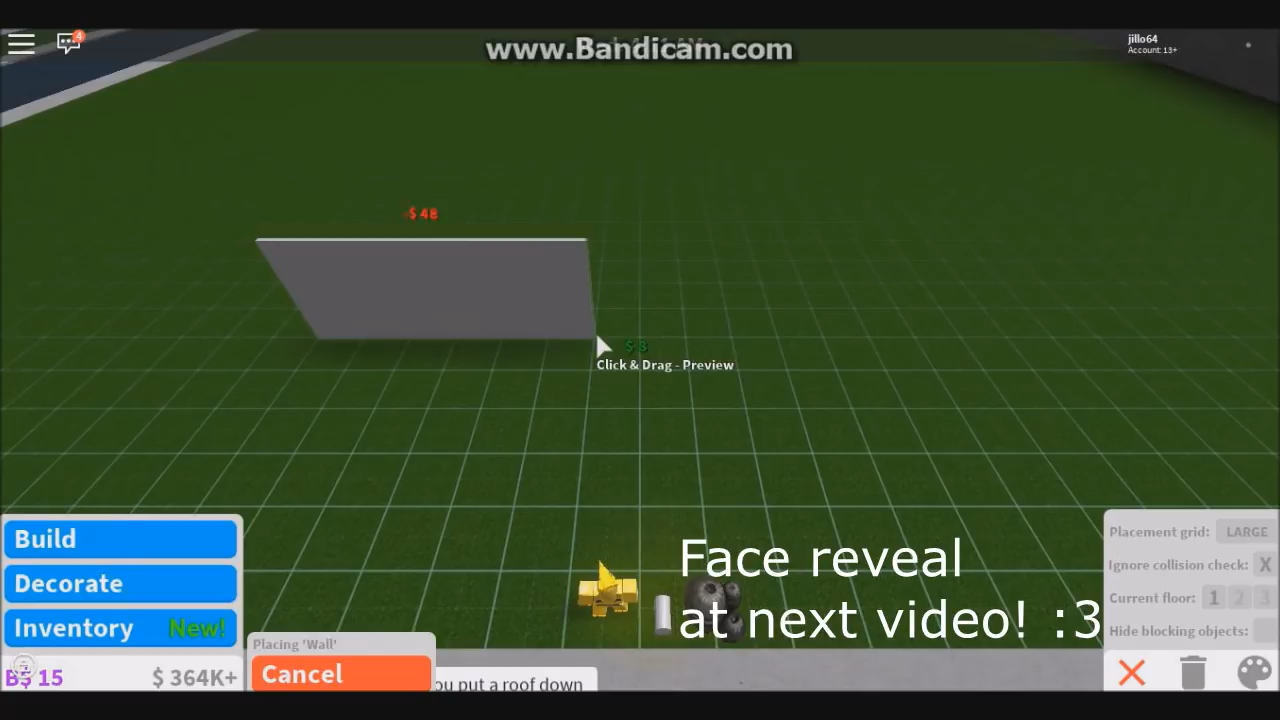 www.Bandicam.com
4
jillo64
Account: 13+
-$ 48
$ 8
Click & Drag - Preview
Build
Decorate
Inventory New!
B$ 15 $ 364K+
Placing 'Wall'
Cancel
ou put a roof down
Face reveal
at next video! :3
Placement grid: LARGE
Ignore collision check: X
Current floor: 1 2 3
Hide blocking objects: